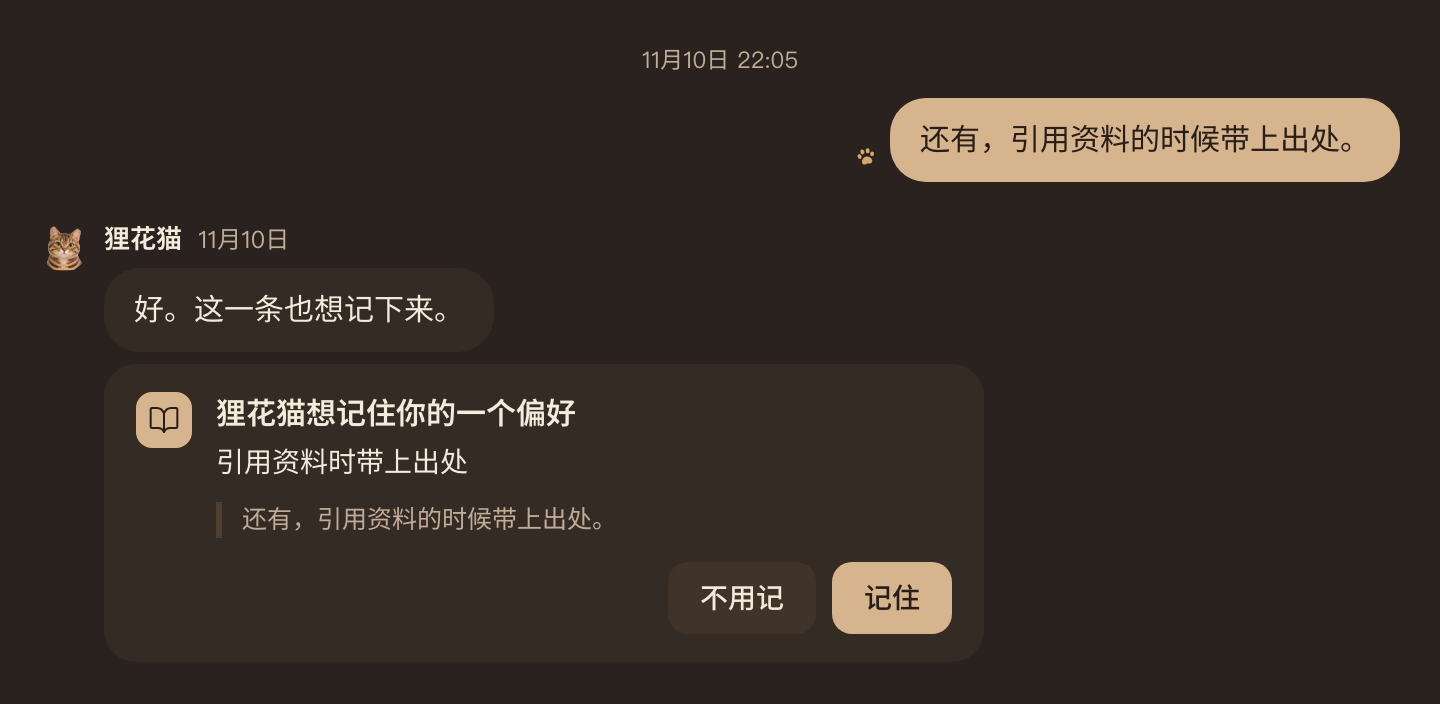 11月10日 22:05
还有，引用资料的时候带上出处。
狸花猫 11月10日
好。这一条也想记下来。
狸花猫想记住你的一个偏好
引用资料时带上出处
还有，引用资料的时候带上出处。
不用记 记住